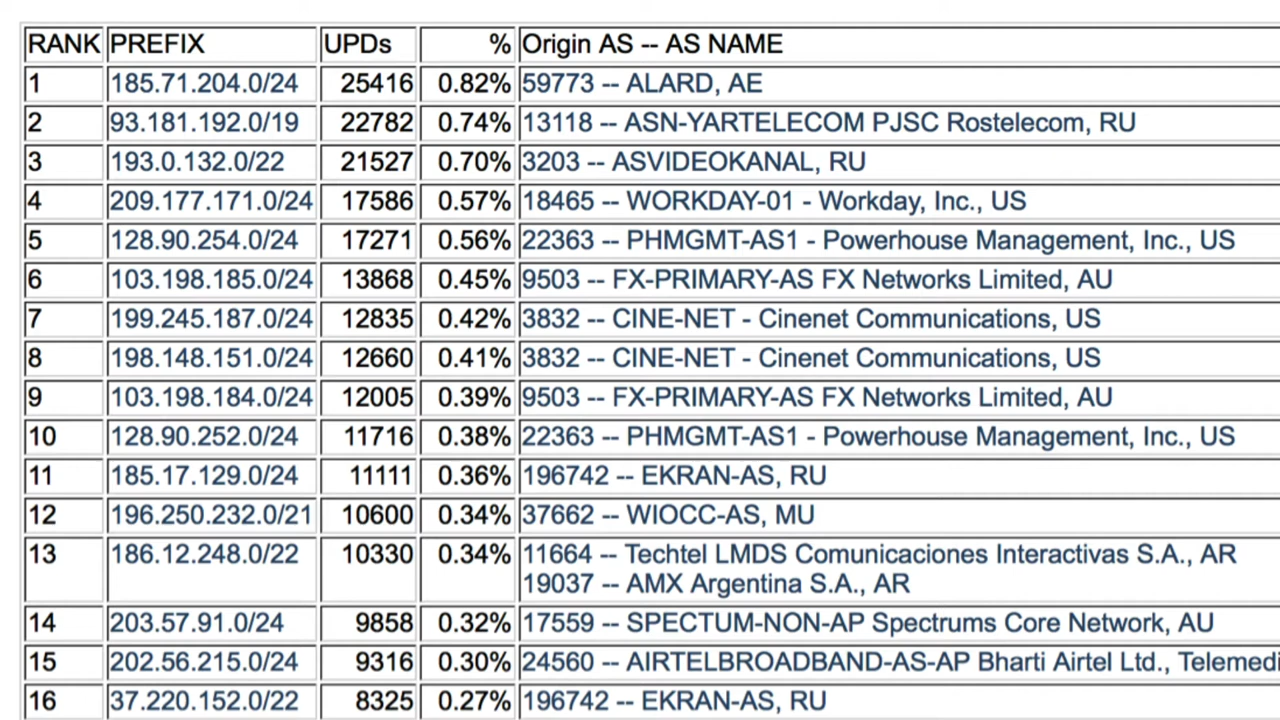 RANK PREFIX UPDs % Origin AS -- AS NAME
1 185.71.204.0/24 25416 0.82% 59773 -- ALARD, AE
2 93.181.192.0/19 22782 0.74% 13118 -- ASN-YARTELECOM PJSC Rostelecom, RU
3 193.0.132.0/22 21527 0.70% 3203 -- ASVIDEOKANAL, RU
4 209.177.171.0/24 17586 0.57% 18465 -- WORKDAY-01 - Workday, Inc., US
5 128.90.254.0/24 17271 0.56% 22363 -- PHMGMT-AS1 - Powerhouse Management, Inc., US
6 103.198.185.0/24 13868 0.45% 9503 -- FX-PRIMARY-AS FX Networks Limited, AU
7 199.245.187.0/24 12835 0.42% 3832 -- CINE-NET - Cinenet Communications, US
8 198.148.151.0/24 12660 0.41% 3832 -- CINE-NET - Cinenet Communications, US
9 103.198.184.0/24 12005 0.39% 9503 -- FX-PRIMARY-AS FX Networks Limited, AU
10 128.90.252.0/24 11716 0.38% 22363 -- PHMGMT-AS1 - Powerhouse Management, Inc., US
11 185.17.129.0/24 11111 0.36% 196742 -- EKRAN-AS, RU
12 196.250.232.0/21 10600 0.34% 37662 -- WIOCC-AS, MU
13 186.12.248.0/22 10330 0.34% 11664 -- Techtel LMDS Comunicaciones Interactivas S.A., AR
19037 -- AMX Argentina S.A., AR
14 203.57.91.0/24 9858 0.32% 17559 -- SPECTUM-NON-AP Spectrums Core Network, AU
15 202.56.215.0/24 9316 0.30% 24560 -- AIRTELBROADBAND-AS-AP Bharti Airtel Ltd., Telemedi
16 37.220.152.0/22 8325 0.27% 196742 -- EKRAN-AS, RU